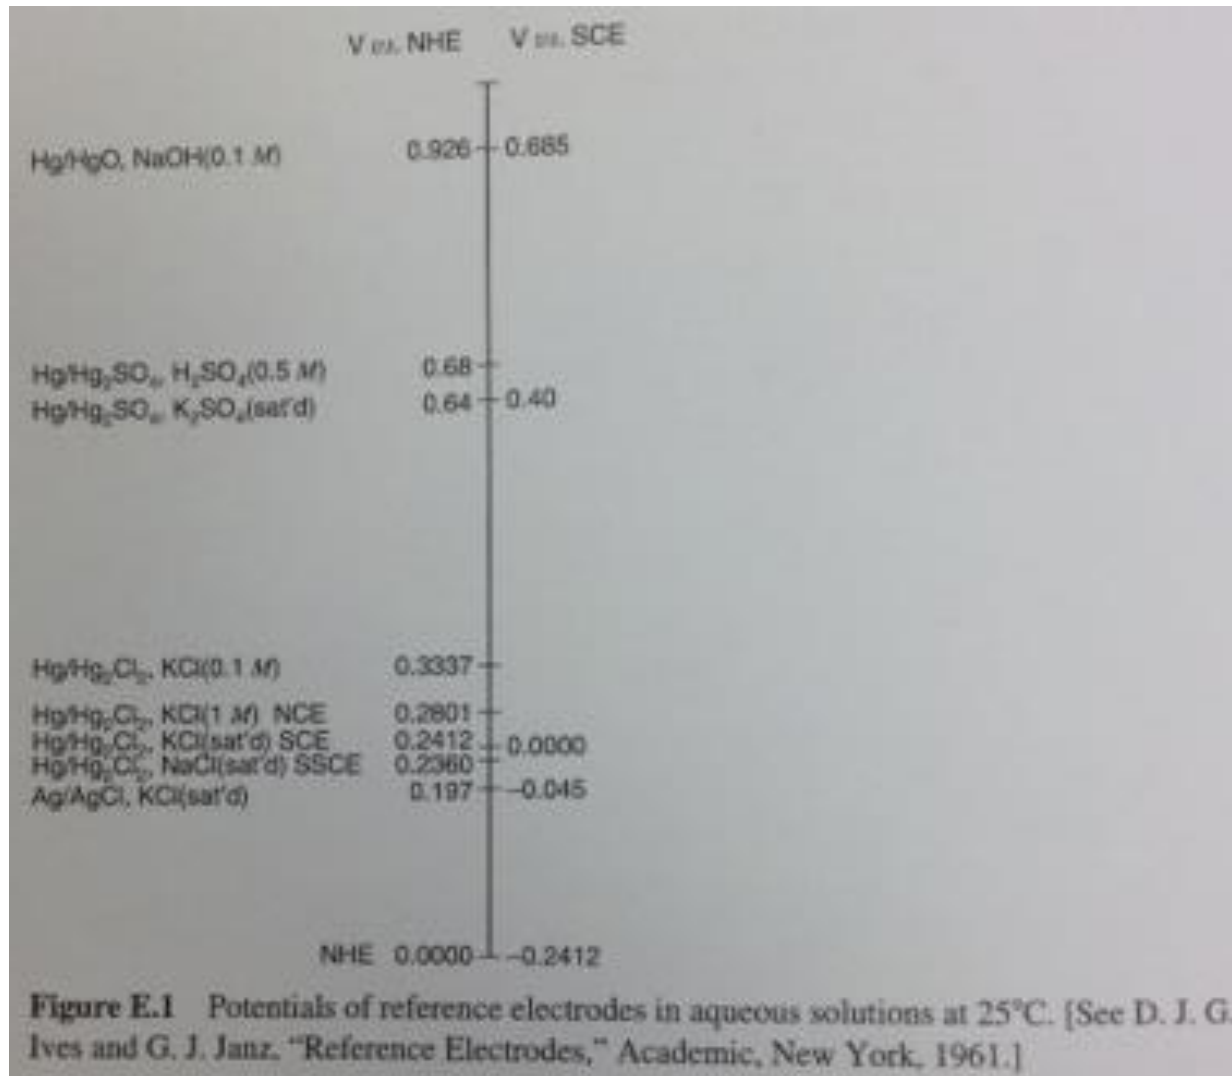 V vs. NHE V vs. SCE
Hg/HgO, NaOH(0.1 M) 0.926 0.685
Hg/Hg₂SO₄, H₂SO₄(0.5 M) 0.68
Hg/Hg₂SO₄, K₂SO₄(sat'd) 0.64 0.40
Hg/Hg₂Cl₂, KCl(0.1 M) 0.3337
Hg/Hg₂Cl₂, KCl(1 M) NCE 0.2801
Hg/Hg₂Cl₂, KCl(sat'd) SCE 0.2412 0.0000
Hg/Hg₂Cl₂, NaCl(sat'd) SSCE 0.2360
Ag/AgCl, KCl(sat'd) 0.197 -0.045
NHE 0.0000 -0.2412
Figure E.1 Potentials of reference electrodes in aqueous solutions at 25°C. [See D. J. G.
Ives and G. J. Janz, "Reference Electrodes," Academic, New York, 1961.]